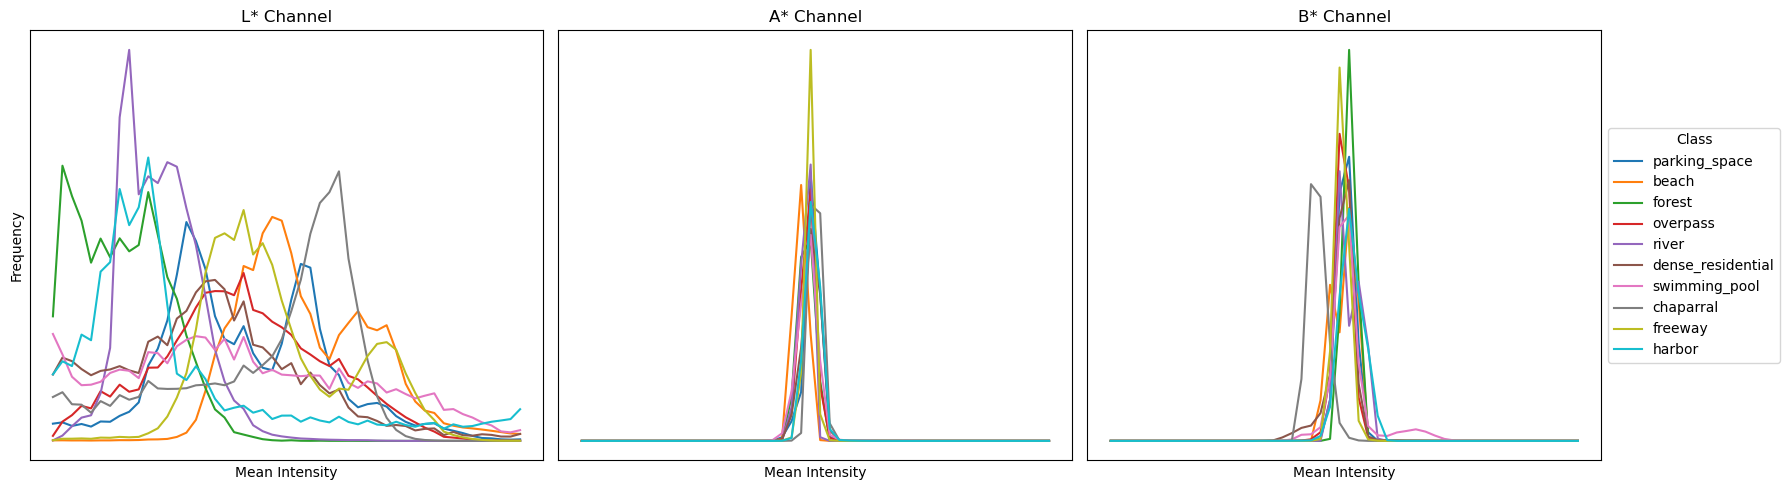 L* Channel
A* Channel
B* Channel
Frequency
Mean Intensity
Mean Intensity
Mean Intensity
Class
parking_space
beach
forest
overpass
river
dense_residential
swimming_pool
chaparral
freeway
harbor